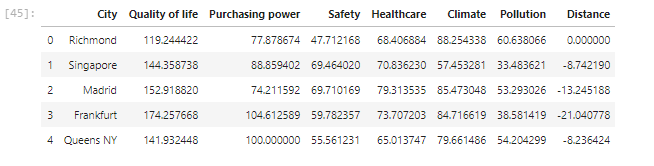 [45]:
City Quality of life Purchasing power Safety Healthcare Climate Pollution Distance
0 Richmond 119.244422 77.878674 47.712168 68.406884 88.254338 60.638066 0.000000
1 Singapore 144.358738 88.859402 69.464020 70.836230 57.453281 33.483621 -8.742190
2 Madrid 152.918820 74.211592 69.710169 79.313535 85.473048 53.293026 -13.245188
3 Frankfurt 174.257668 104.612589 59.782357 73.707203 84.716619 38.581419 -21.040778
4 Queens NY 141.932448 100.000000 55.561231 65.013747 79.661486 54.204299 -8.236424